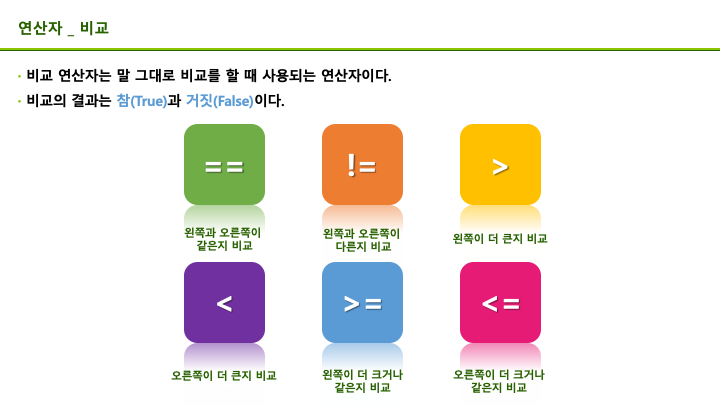 연산자 _ 비교
· 비교 연산자는 말 그대로 비교를 할 때 사용되는 연산자이다.
· 비교의 결과는 참(True)과 거짓(False)이다.
==
!=
>
왼쪽과 오른쪽이
같은지 비교
왼쪽과 오른쪽이
다른지 비교
왼쪽이 더 큰지 비교
<
>=
<=
오른쪽이 더 큰지 비교
왼쪽이 더 크거나
같은지 비교
오른쪽이 더 크거나
같은지 비교